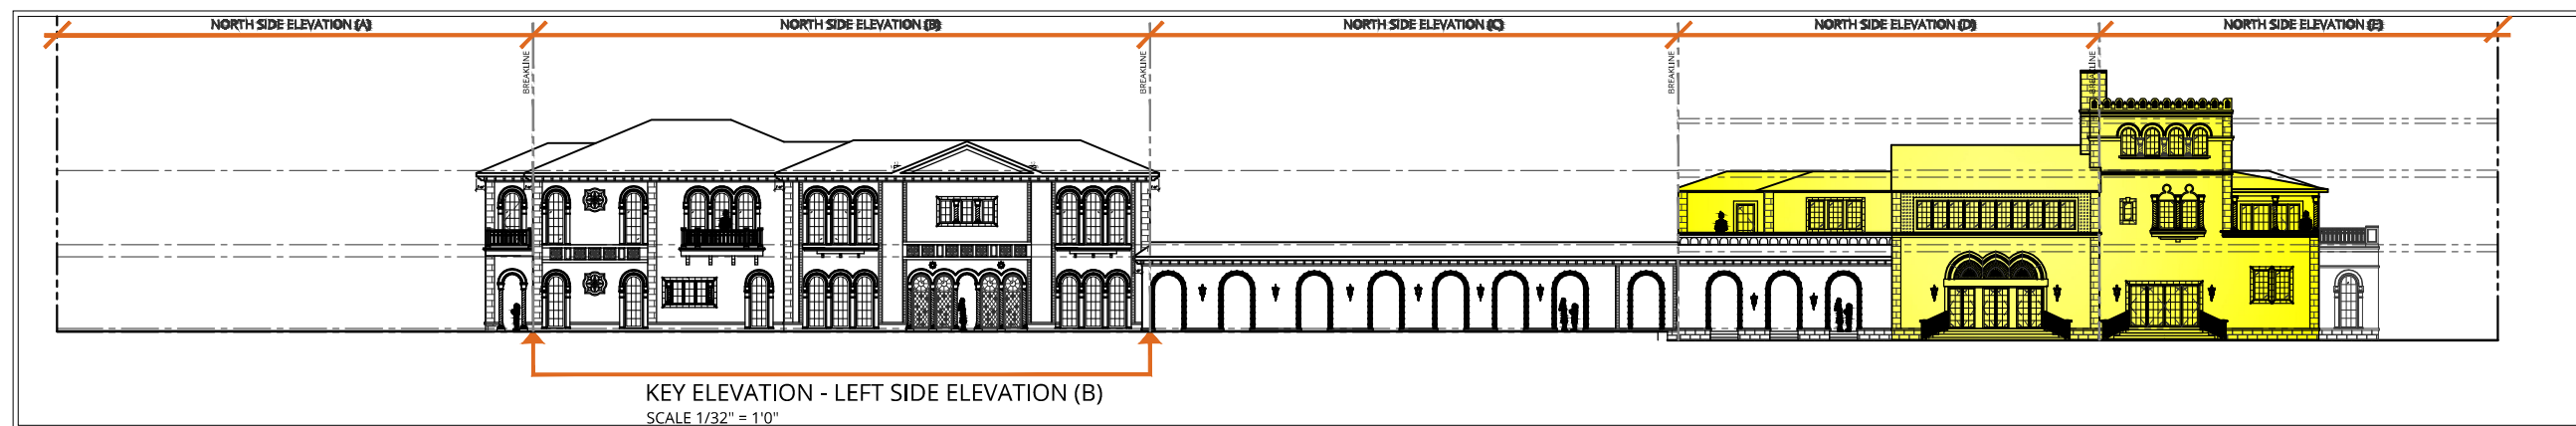 NORTH SIDE ELEVATION (A)
NORTH SIDE ELEVATION (B)
NORTH SIDE ELEVATION (C)
NORTH SIDE ELEVATION (D)
NORTH SIDE ELEVATION (E)
BREAKLINE
BREAKLINE
BREAKLINE
BREAKLINE
KEY ELEVATION - LEFT SIDE ELEVATION (B)
SCALE 1/32" = 1'0"